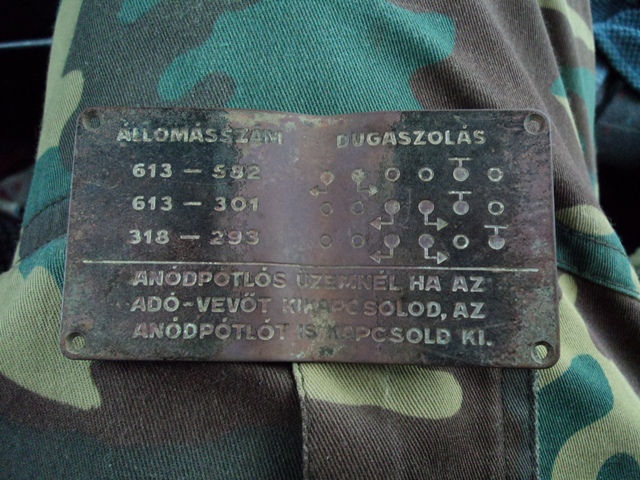 ÁLLOMÁSSZÁM DUGASZOLÁS
613 – 582
613 – 301
318 – 293
ANÓDPÓTLÓS ÜZEMNÉL HA AZ
ADÓ-VEVŐT KIKAPCSOLOD, AZ
ANÓDPÓTLÓT IS KAPCSOLD KI.